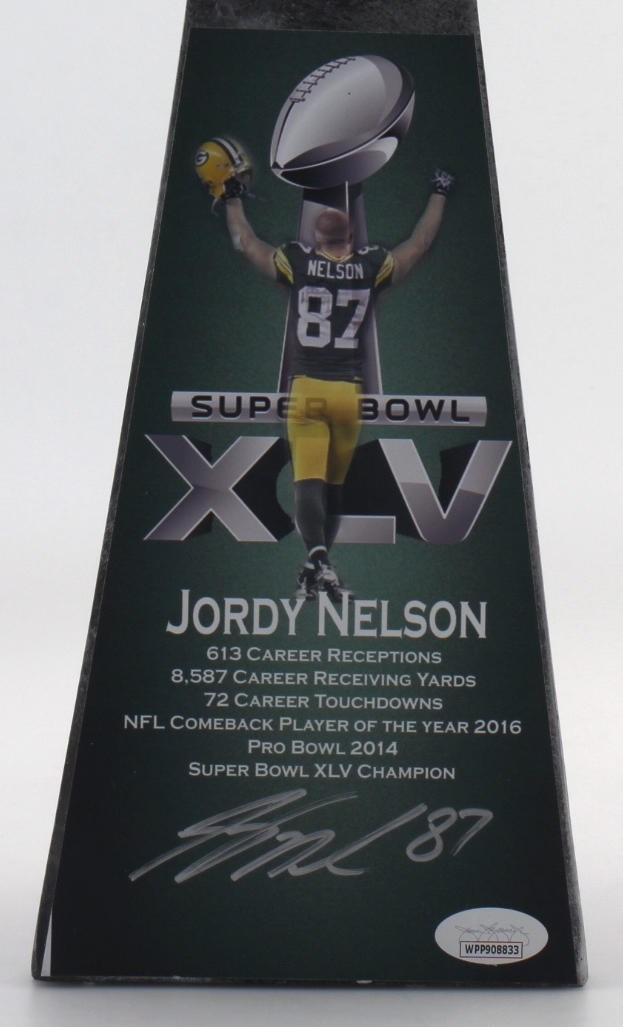 G
NELSON
87
SUPER BOWL
XLV
JORDY NELSON
613 CAREER RECEPTIONS
8,587 CAREER RECEIVING YARDS
72 CAREER TOUCHDOWNS
NFL COMEBACK PLAYER OF THE YEAR 2016
PRO BOWL 2014
SUPER BOWL XLV CHAMPION
87
WPP908833